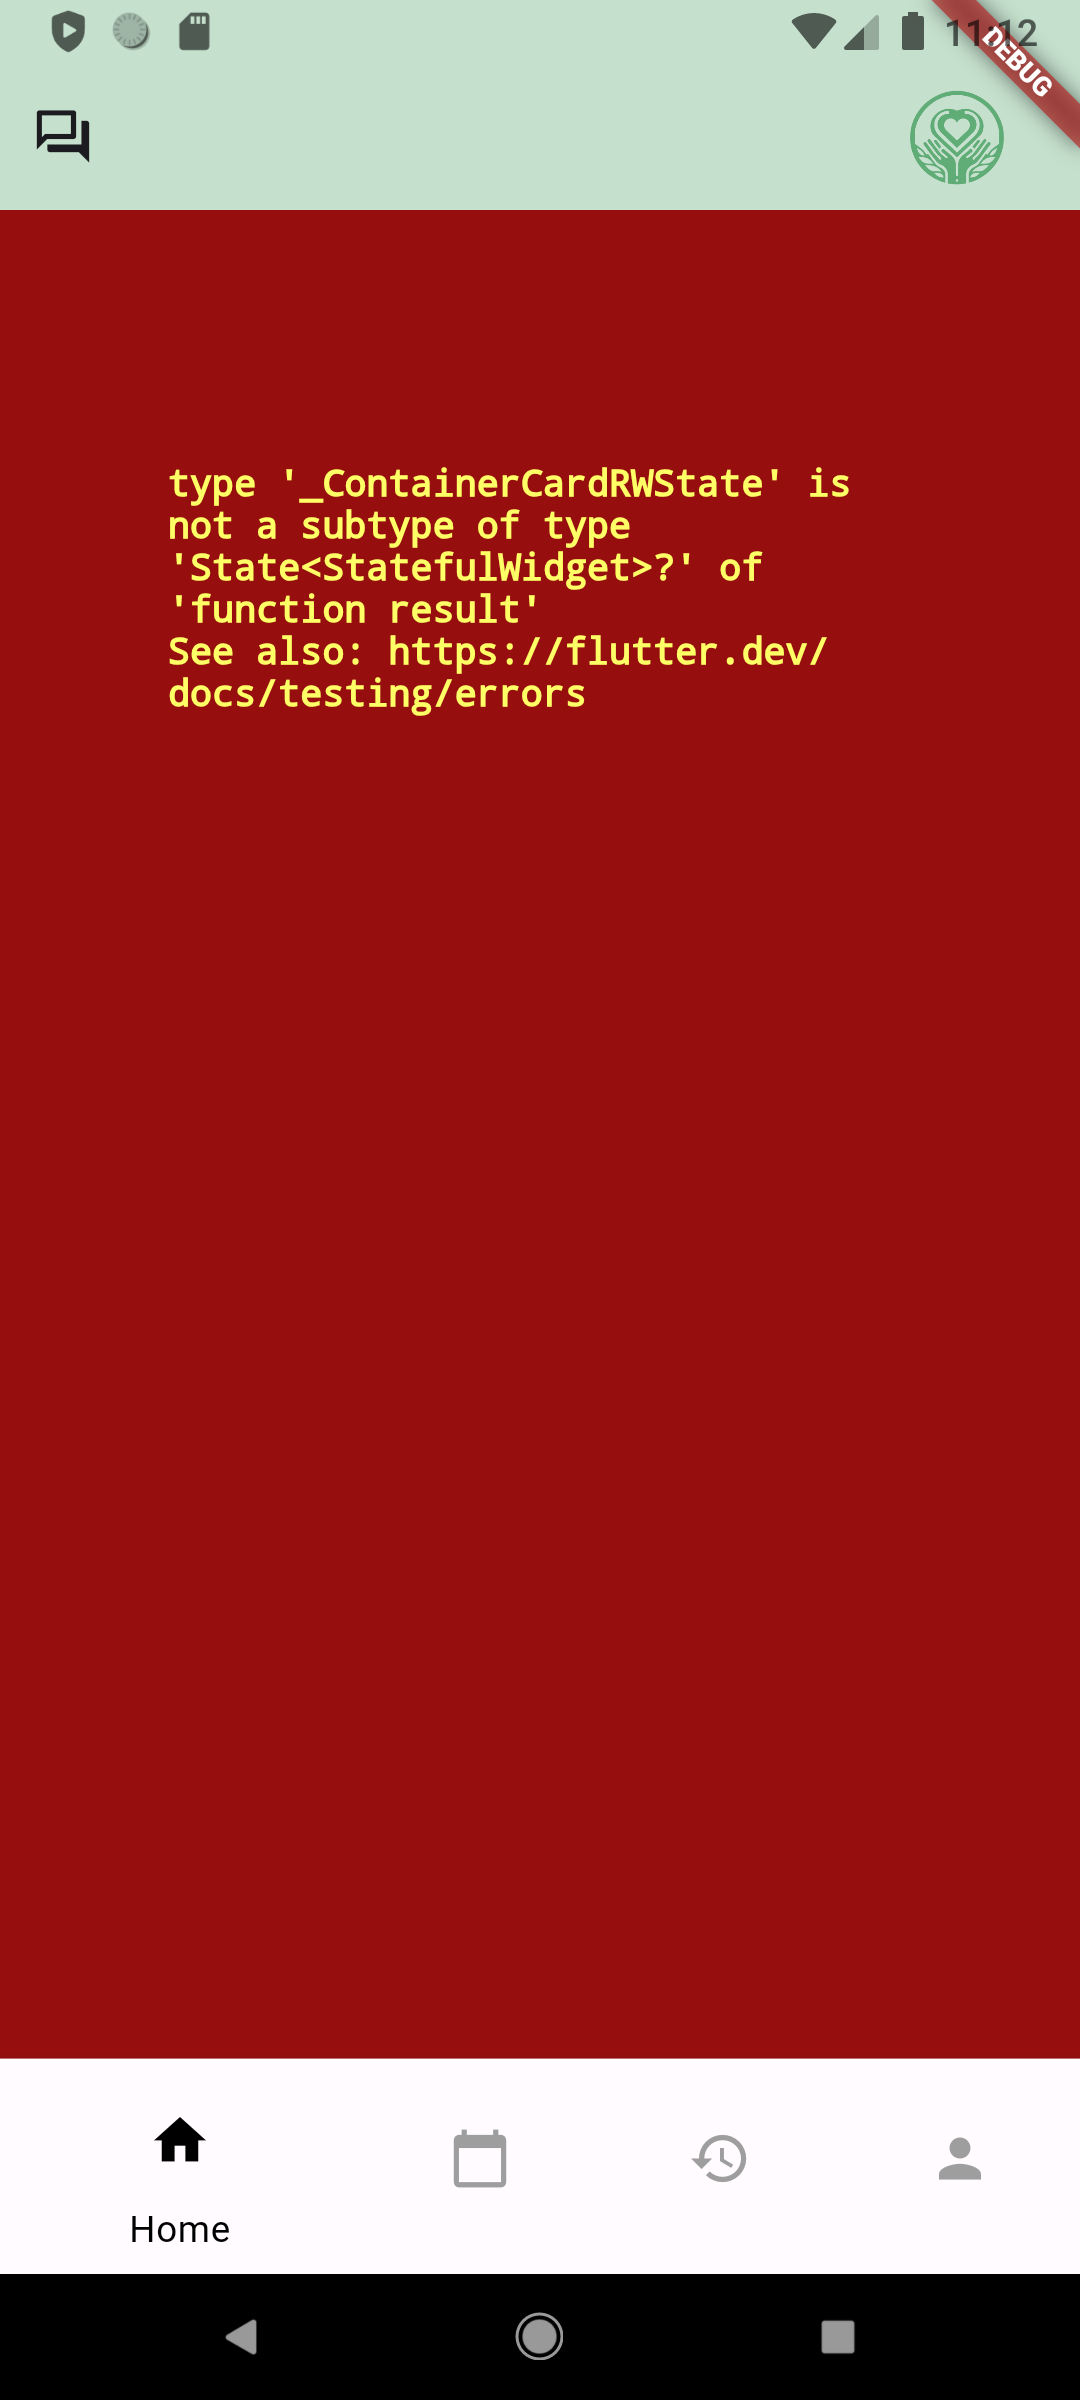 11:12
DEBUG
type '_ContainerCardRWState' is
not a subtype of type
'State<StatefulWidget>?' of
'function result'
See also: https://flutter.dev/
docs/testing/errors
Home